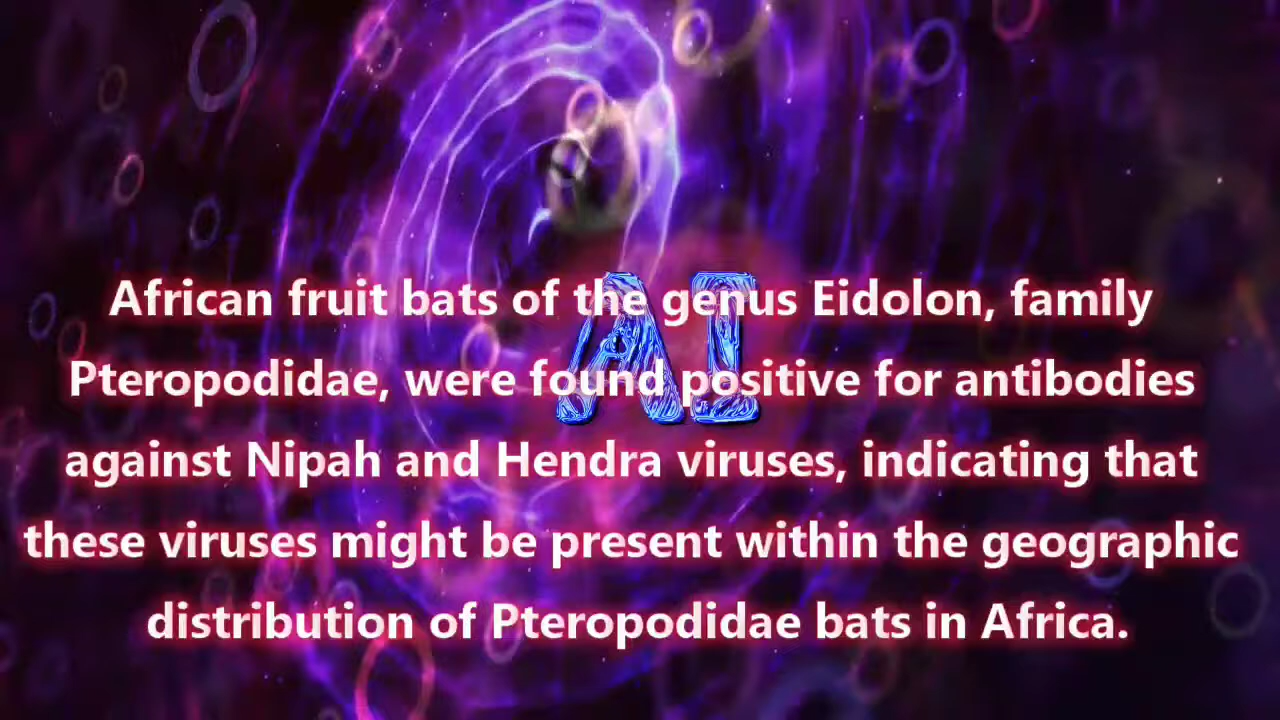 African fruit bats of the genus Eidolon, family
Pteropodidae, were found positive for antibodies
AI
against Nipah and Hendra viruses, indicating that
these viruses might be present within the geographic
distribution of Pteropodidae bats in Africa.